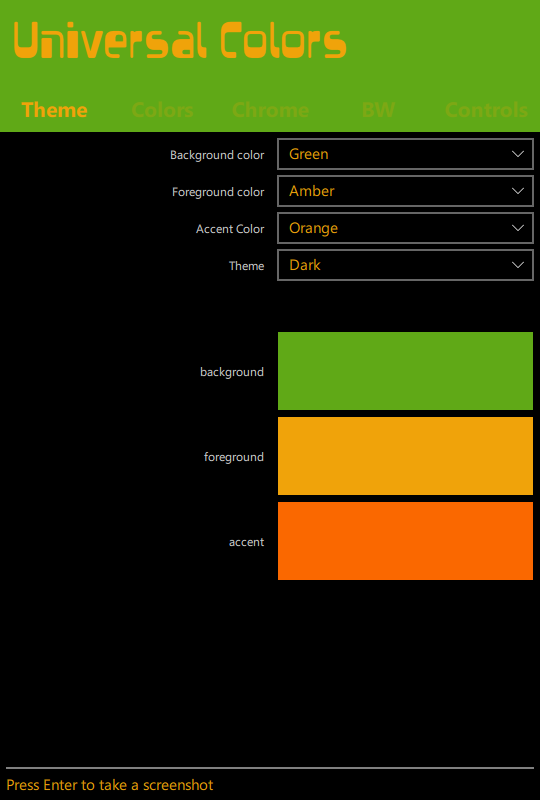 Universal Colors
Theme Colors Chrome BW Controls
Background color Green
Foreground color Amber
Accent Color Orange
Theme Dark
background
foreground
accent
Press Enter to take a screenshot